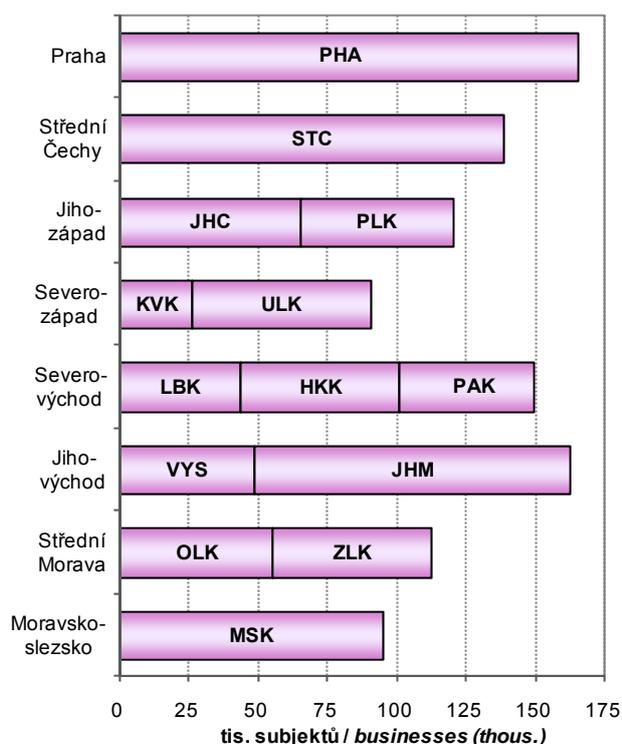 Praha
PHA
Střední
Čechy
STC
Jiho-
západ
JHC PLK
Severo-
západ
KVK ULK
Severo-
východ
LBK HKK PAK
Jiho-
východ
VYS JHM
Střední
Morava
OLK ZLK
Moravsko-
slezsko
MSK
0 25 50 75 100 125 150 175
tis. subjektů / businesses (thous.)